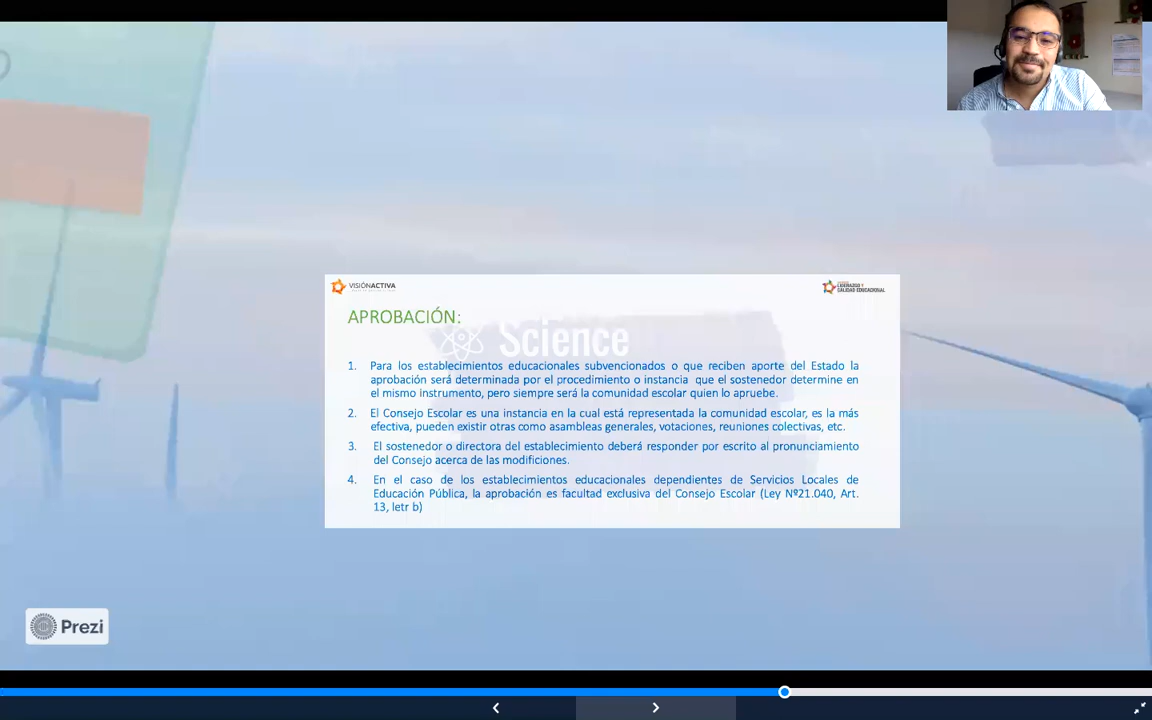 VISIÓNACTIVA
LIDERAZGO Y
CALIDAD EDUCACIONAL
APROBACIÓN:
Science
1. Para los establecimientos educacionales subvencionados o que reciben aporte del Estado la
aprobación será determinada por el procedimiento o instancia que el sostenedor determine en
el mismo instrumento, pero siempre será la comunidad escolar quien lo apruebe.
2. El Consejo Escolar es una instancia en la cual está representada la comunidad escolar, es la más
efectiva, pueden existir otras como asambleas generales, votaciones, reuniones colectivas, etc.
3. El sostenedor o directora del establecimiento deberá responder por escrito al pronunciamiento
del Consejo acerca de las modificiones.
4. En el caso de los establecimientos educacionales dependientes de Servicios Locales de
Educación Pública, la aprobación es facultad exclusiva del Consejo Escolar (Ley Nº21.040, Art.
13, letr b)
Prezi